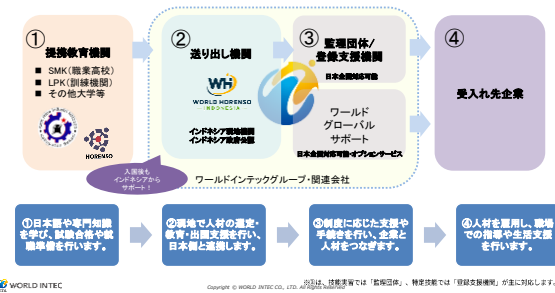 ①
提携教育機関
■ SMK(職業高校)
■ LPK(訓練機関)
■ その他大学等
HORENSO
②
送り出し機関
WH
WORLD HORENSO
INDONESIA
インドネシア現地機関
インドネシア政府公認
③
監理団体/
登録支援機関
日本全国対応可能
ワールド
グローバル
サポート
日本全国対応可能・オプションサービス
④
受入れ先企業
入国後も
インドネシアから
サポート!
ワールドインテックグループ・関連会社
①日本語や専門知識
を学び、試験合格や就
職準備を行います。
②現地で人材の選定・
教育・出国支援を行い、
日本側と連携します。
③制度に応じた支援や
手続きを行い、企業と
人材をつなぎます。
④人材を雇用し、職場
での指導や生活支援
を行います。
WORLD INTEC
Copyright © WORLD INTEC CO., LTD. All Rights Reserved
※③は、技能実習では「監理団体」、特定技能では「登録支援機関」が主に対応します。